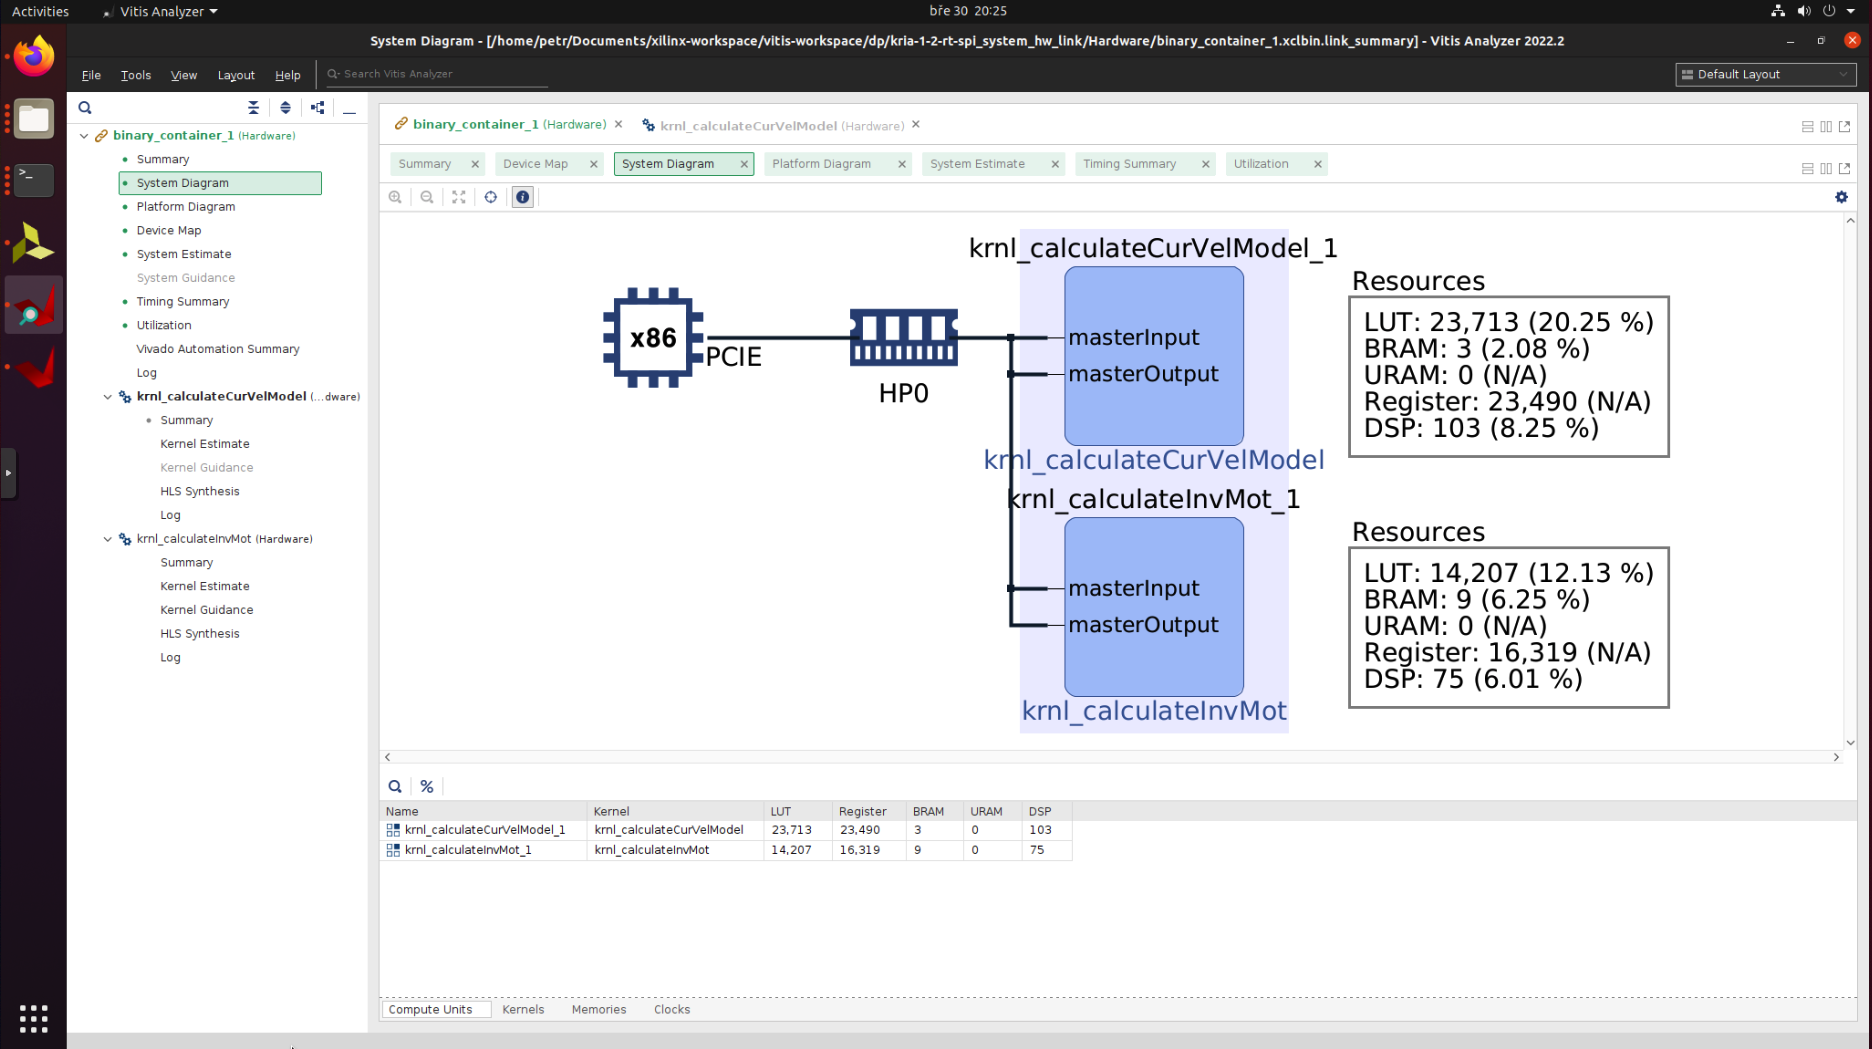 Activities
Vitis Analyzer
bře 30 20:25
System Diagram - [/home/petr/Documents/xilinx-workspace/vitis-workspace/dp/kria-1-2-rt-spi_system_hw_link/Hardware/binary_container_1.xclbin.link_summary] - Vitis Analyzer 2022.2
File Tools View Layout Help
Search Vitis Analyzer
Default Layout
binary_container_1 (Hardware)
Summary
System Diagram
Platform Diagram
Device Map
System Estimate
System Guidance
Timing Summary
Utilization
Vivado Automation Summary
Log
krnl_calculateCurVelModel (...dware)
Summary
Kernel Estimate
Kernel Guidance
HLS Synthesis
Log
krnl_calculateInvMot (Hardware)
Summary
Kernel Estimate
Kernel Guidance
HLS Synthesis
Log
binary_container_1 (Hardware)
krnl_calculateCurVelModel (Hardware)
Summary
Device Map
System Diagram
Platform Diagram
System Estimate
Timing Summary
Utilization
x86
PCIE
HP0
krnl_calculateCurVelModel_1
masterInput
masterOutput
krnl_calculateCurVelModel
Resources
LUT: 23,713 (20.25 %)
BRAM: 3 (2.08 %)
URAM: 0 (N/A)
Register: 23,490 (N/A)
DSP: 103 (8.25 %)
krnl_calculateInvMot_1
masterInput
masterOutput
krnl_calculateInvMot
Resources
LUT: 14,207 (12.13 %)
BRAM: 9 (6.25 %)
URAM: 0 (N/A)
Register: 16,319 (N/A)
DSP: 75 (6.01 %)
%
Name Kernel LUT Register BRAM URAM DSP
krnl_calculateCurVelModel_1 krnl_calculateCurVelModel 23,713 23,490 3 0 103
krnl_calculateInvMot_1 krnl_calculateInvMot 14,207 16,319 9 0 75
Compute Units Kernels Memories Clocks